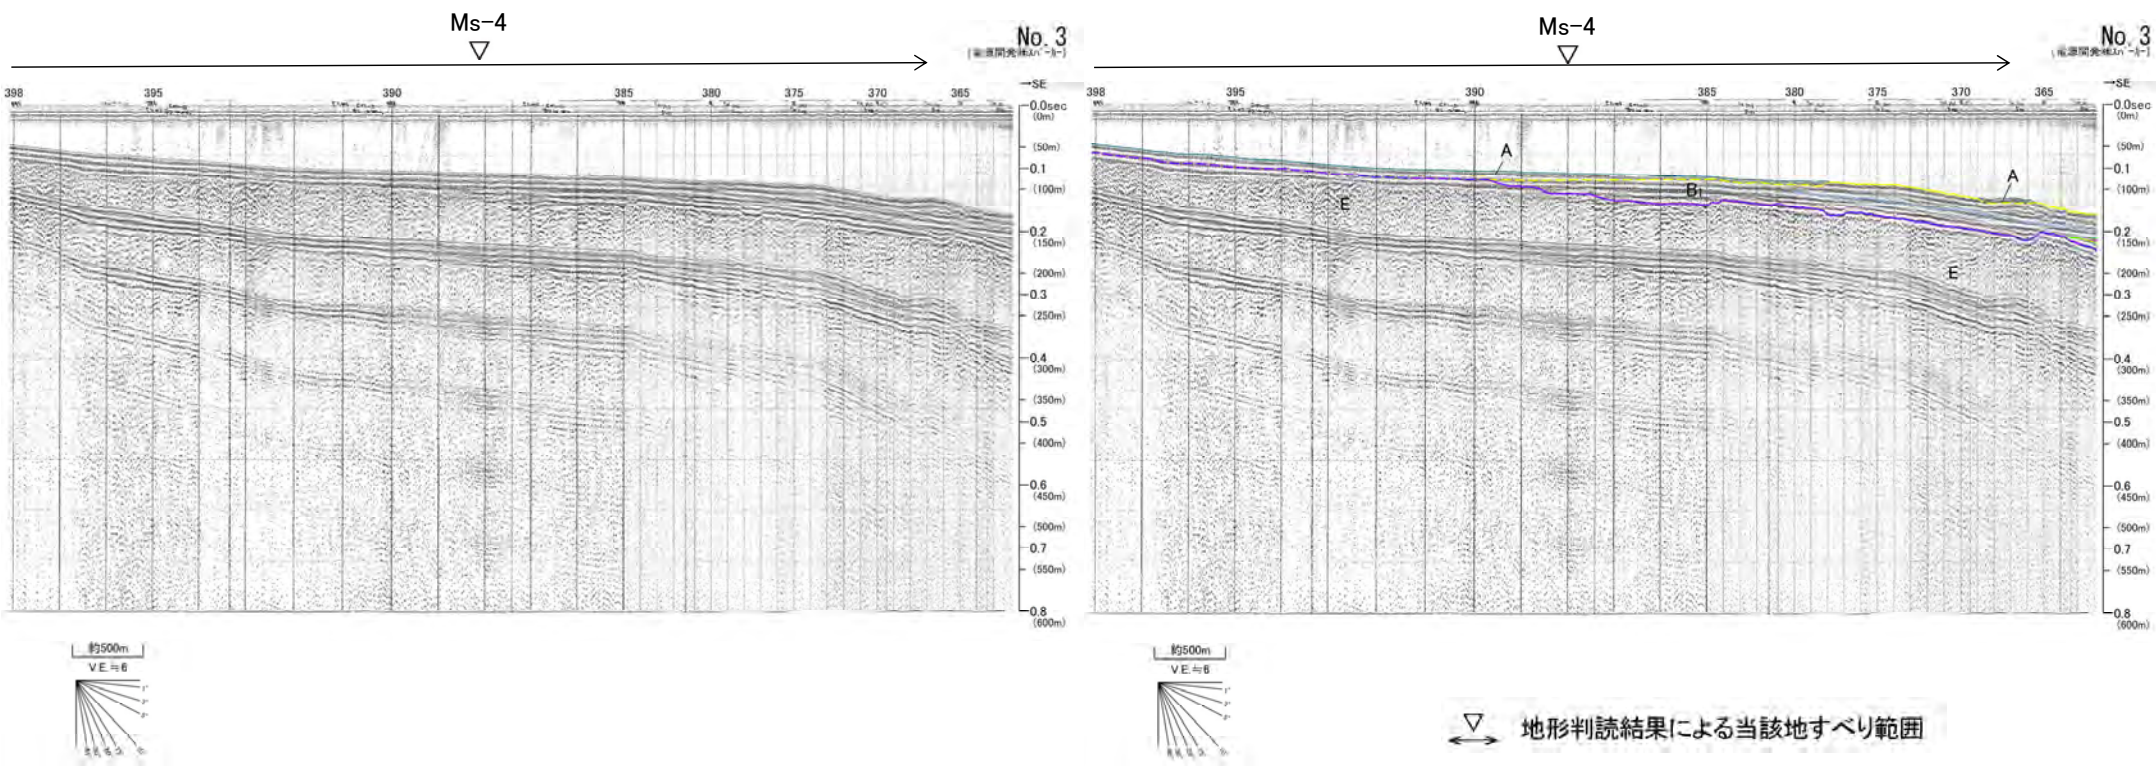 Ms-4
No. 3
→SE
398
395
390
385
380
375
370
365
0.0sec
(0m)
(50m)
0.1
(100m)
0.2
(150m)
(200m)
0.3
(250m)
0.4
(300m)
(350m)
0.5
(400m)
0.6
(450m)
(500m)
0.7
(550m)
0.8
(600m)
約500m
V.E.≒6
Ms-4
No. 3
→SE
398
395
390
385
380
375
370
365
0.0sec
(0m)
(50m)
0.1
(100m)
0.2
(150m)
(200m)
0.3
(250m)
0.4
(300m)
(350m)
0.5
(400m)
0.6
(450m)
(500m)
0.7
(550m)
0.8
(600m)
A
B1
A
E
E
約500m
V.E.≒6
地形判読結果による当該地すべり範囲